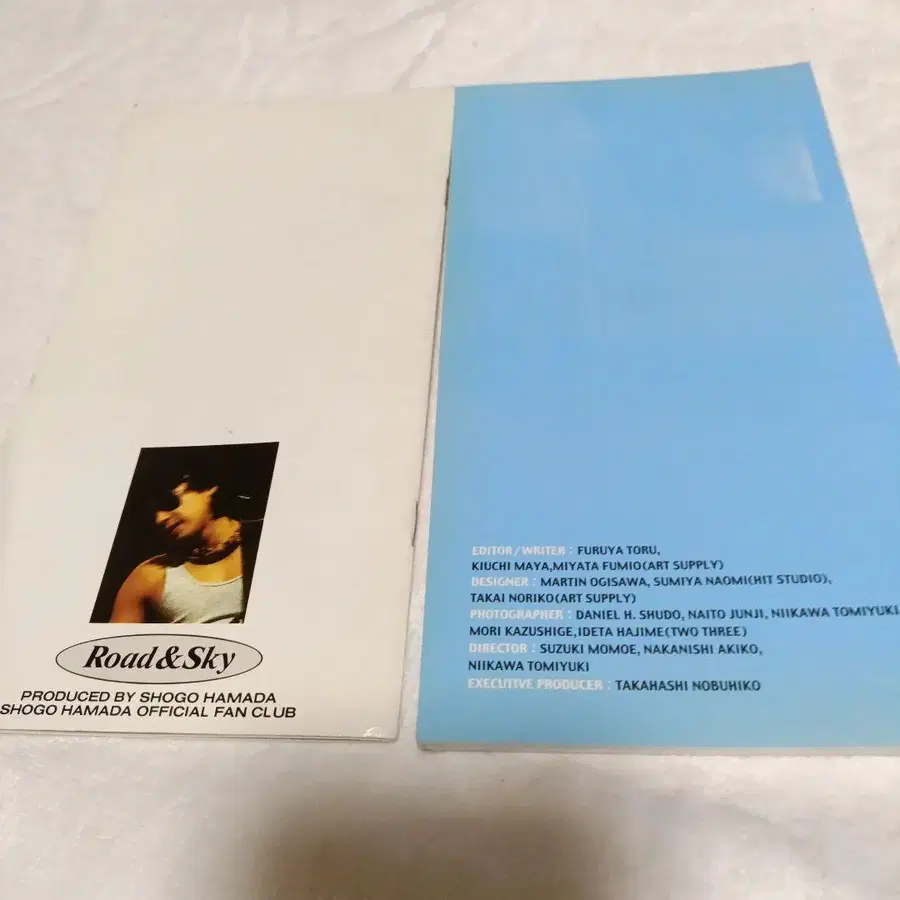 Road&Sky
PRODUCED BY SHOGO HAMADA
SHOGO HAMADA OFFICIAL FAN CLUB
EDITOR/WRITER : FURUYA TORU,
KIUCHI MAYA,MIYATA FUMIO(ART SUPPLY)
DESIGNER : MARTIN OGISAWA, SUMIYA NAOMI(HIT STUDIO),
TAKAI NORIKO(ART SUPPLY)
PHOTOGRAPHER : DANIEL H. SHUDO, NAITO JUNJI, NIIKAWA TOMIYUKI
MORI KAZUSHIGE,IDETA HAJIME(TWO THREE)
DIRECTOR : SUZUKI MOMOE, NAKANISHI AKIKO,
NIIKAWA TOMIYUKI
EXECUTIVE PRODUCER : TAKAHASHI NOBUHIKO